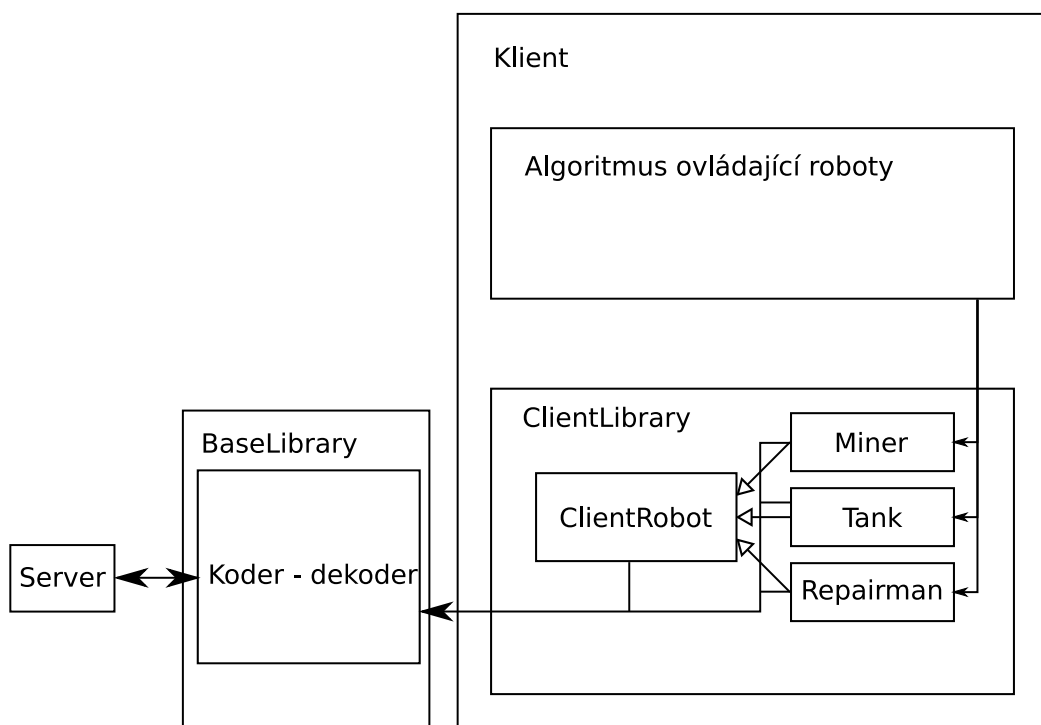 Klient
Algoritmus ovládající roboty
ClientLibrary
BaseLibrary
Miner
ClientRobot
Tank
Server
Koder - dekoder
Repairman